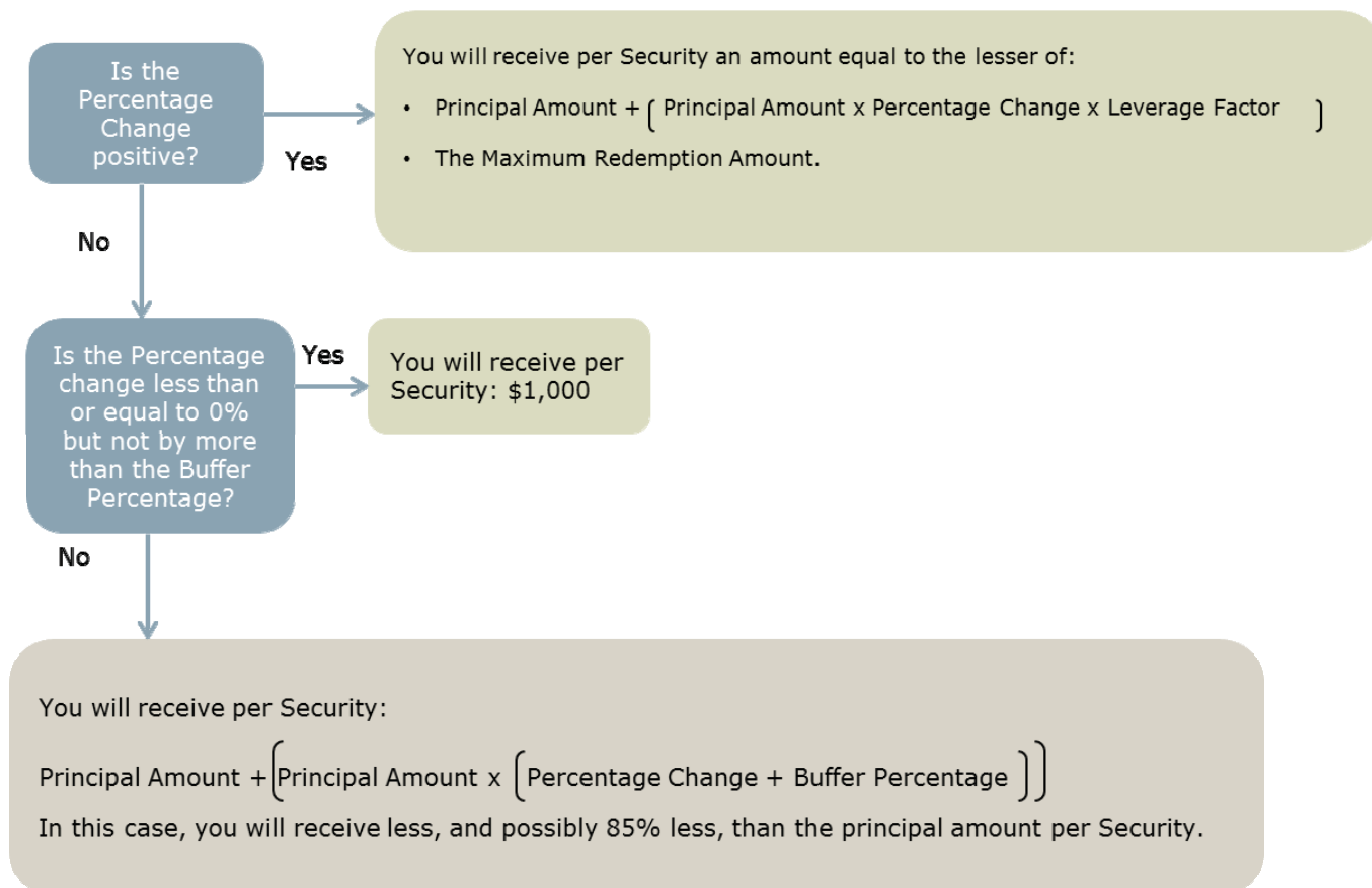 Is the
Percentage
Change
positive?
Yes
You will receive per Security an amount equal to the lesser of:
• Principal Amount + ( Principal Amount x Percentage Change x Leverage Factor )
• The Maximum Redemption Amount.
No
Is the Percentage
change less than
or equal to 0%
but not by more
than the Buffer
Percentage?
Yes
You will receive per
Security: $1,000
No
You will receive per Security:
Principal Amount + (Principal Amount x (Percentage Change + Buffer Percentage ))
In this case, you will receive less, and possibly 85% less, than the principal amount per Security.